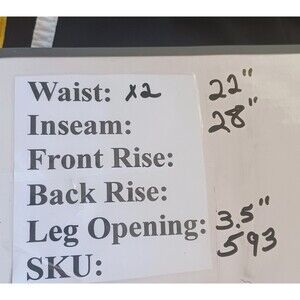 Waist: x2 22"
Inseam: 28"
Front Rise:
Back Rise:
Leg Opening: 3.5"
SKU: 593